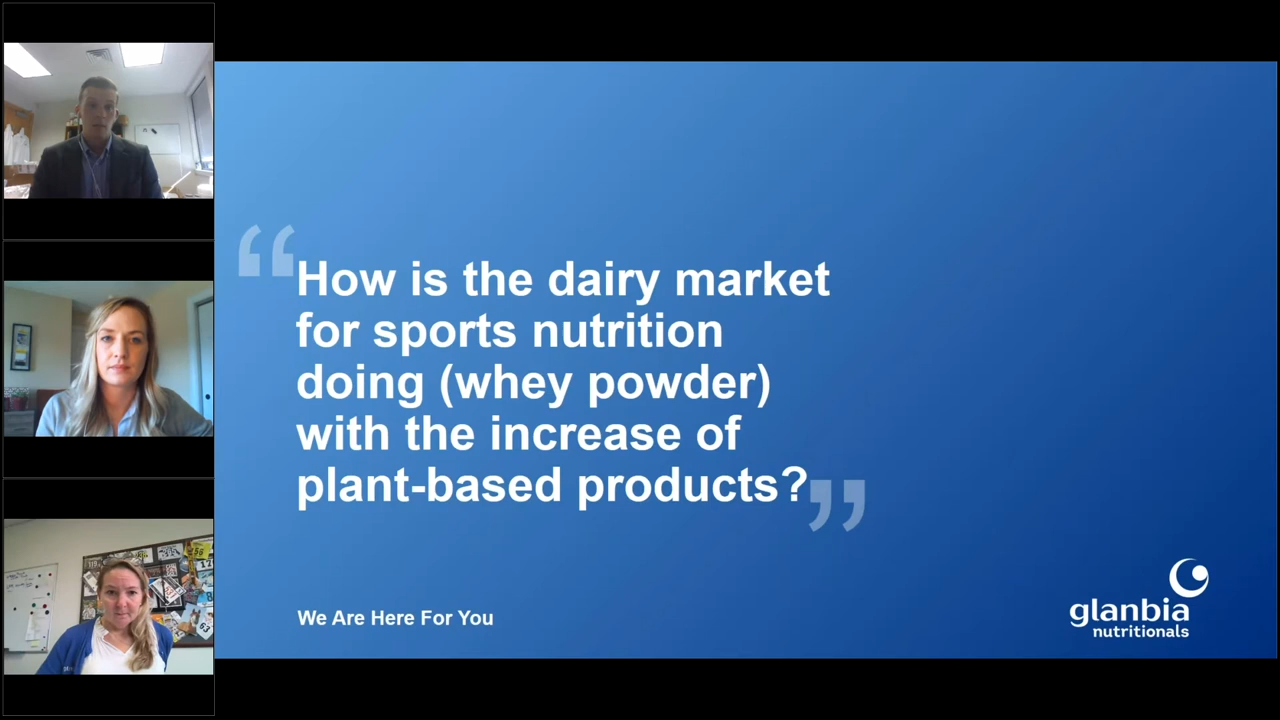 “How is the dairy market
for sports nutrition
doing (whey powder)
with the increase of
plant-based products?”
We Are Here For You
glanbia
nutritionals